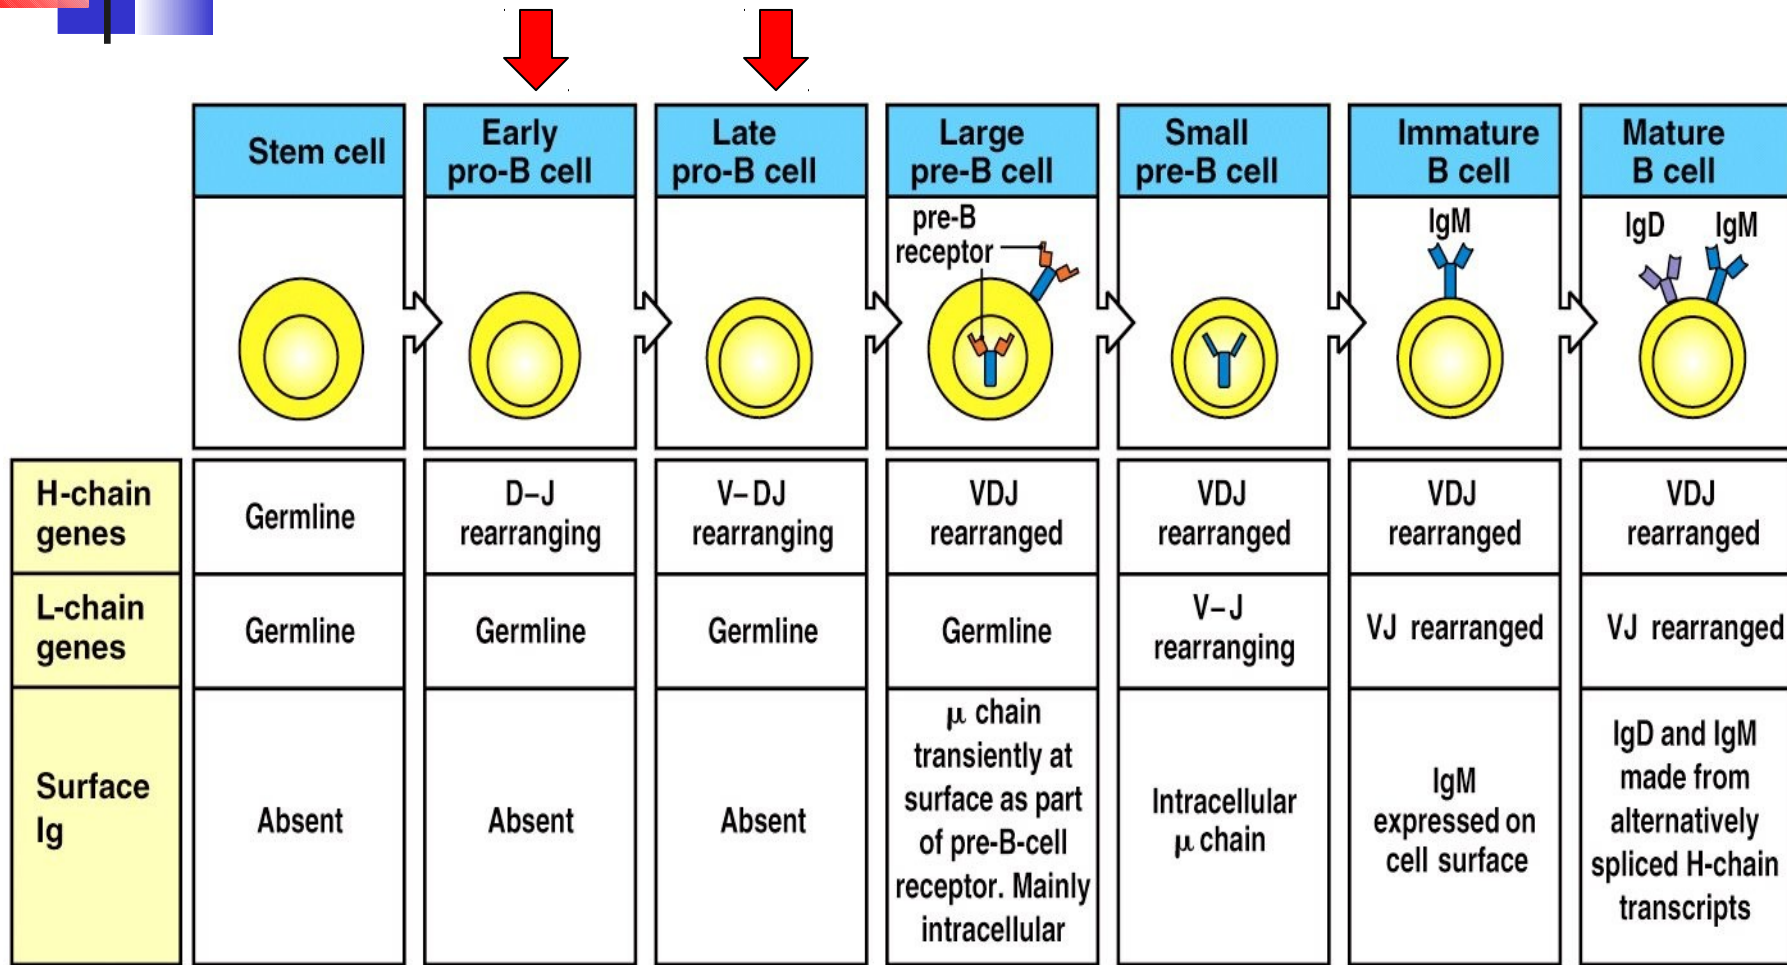 Stem cell
Early
pro-B cell
Late
pro-B cell
Large
pre-B cell
Small
pre-B cell
Immature
B cell
Mature
B cell
pre-B
receptor
IgM
IgD IgM
H-chain
genes
Germline
D–J
rearranging
V–DJ
rearranging
VDJ
rearranged
VDJ
rearranged
VDJ
rearranged
VDJ
rearranged
L-chain
genes
Germline
Germline
Germline
Germline
V–J
rearranging
VJ rearranged
VJ rearranged
Surface
Ig
Absent
Absent
Absent
μ chain
transiently at
surface as part
of pre-B-cell
receptor. Mainly
intracellular
Intracellular
μ chain
IgM
expressed on
cell surface
IgD and IgM
made from
alternatively
spliced H-chain
transcripts